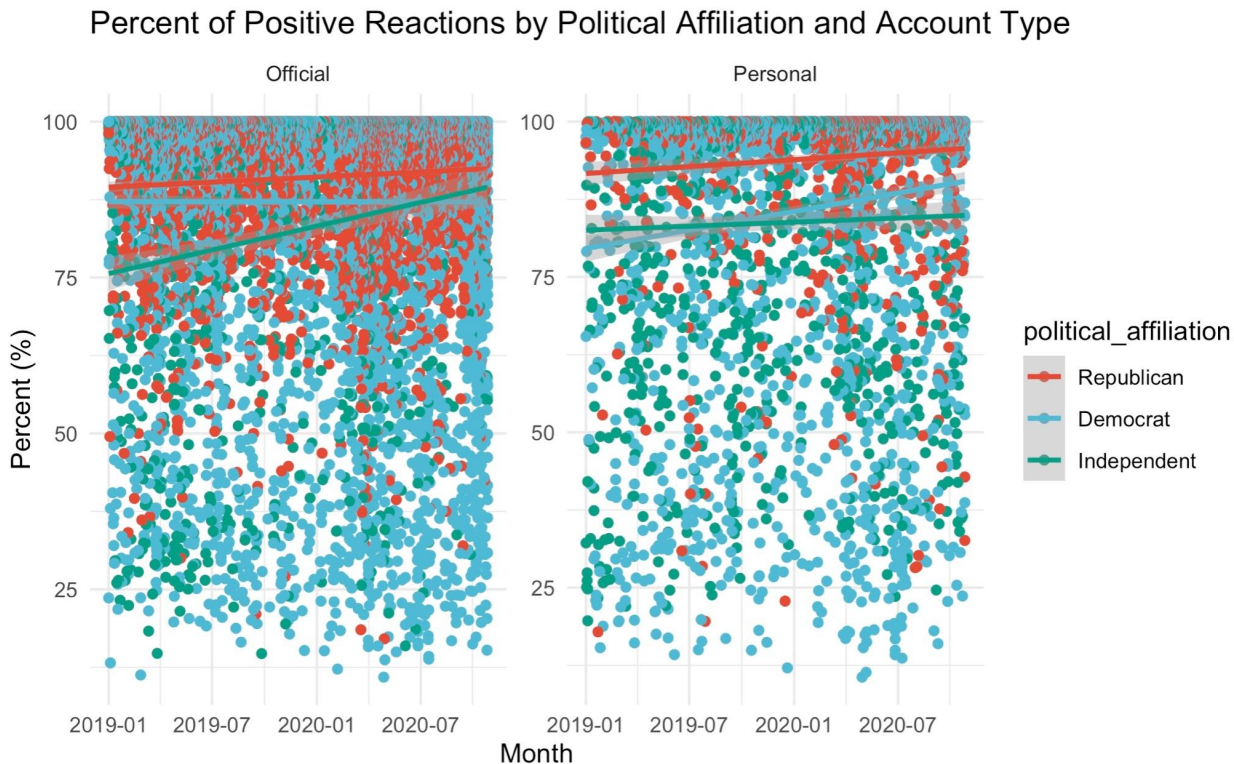 Percent of Positive Reactions by Political Affiliation and Account Type
Official
Personal
100
75
50
25
100
75
50
25
Percent (%)
2019-01
2019-07
2020-01
2020-07
2019-01
2019-07
2020-01
2020-07
Month
political_affiliation
Republican
Democrat
Independent